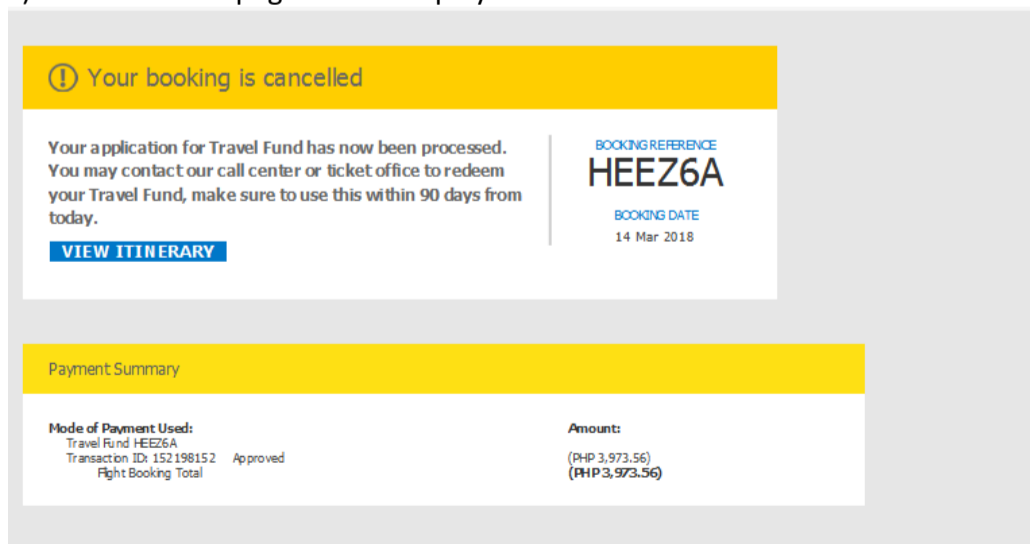 Your booking is cancelled
Your application for Travel Fund has now been processed.
You may contact our call center or ticket office to redeem
your Travel Fund, make sure to use this within 90 days from
today.
VIEW ITINERARY
BOOKING REFERENCE
HEEZ6A
BOOKING DATE
14 Mar 2018
Payment Summary
Mode of Payment Used: Amount:
Travel Fund HEEZ6A
Transaction ID: 152198152 Approved (PHP 3,973.56)
Flight Booking Total (PHP 3,973.56)